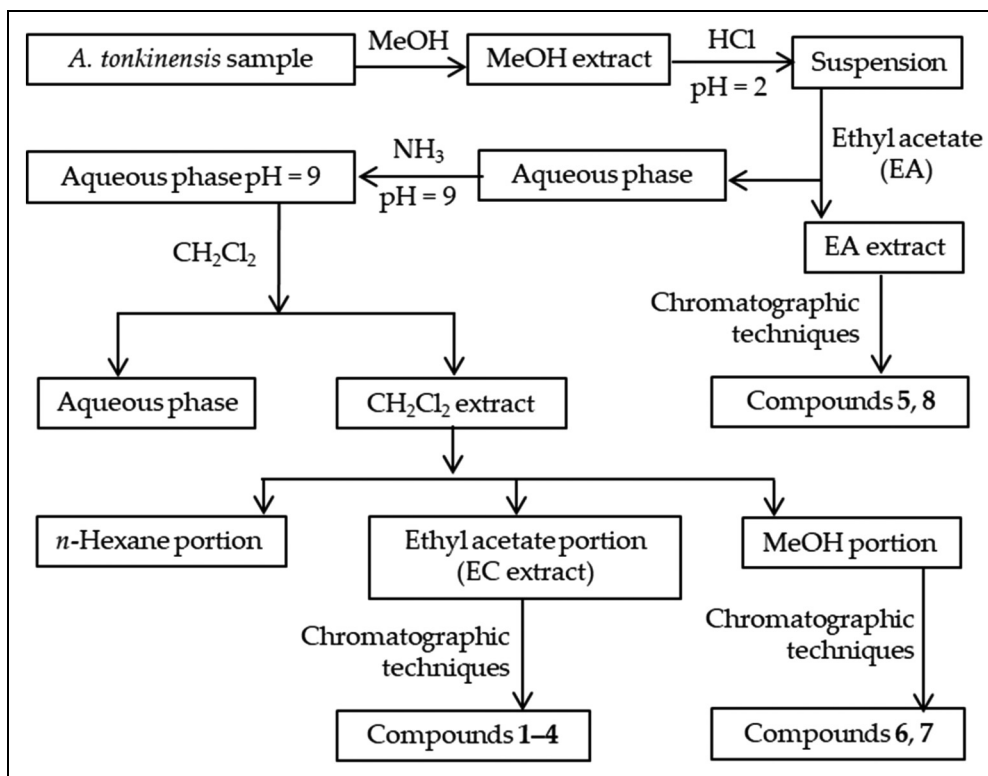 A. tonkinensis sample
MeOH
MeOH extract
HCl
pH = 2
Suspension
Ethyl acetate
(EA)
Aqueous phase pH = 9
NH₃
pH = 9
Aqueous phase
EA extract
CH₂Cl₂
Chromatographic
techniques
Aqueous phase
CH₂Cl₂ extract
Compounds 5, 8
n-Hexane portion
Ethyl acetate portion
(EC extract)
MeOH portion
Chromatographic
techniques
Chromatographic
techniques
Compounds 1–4
Compounds 6, 7